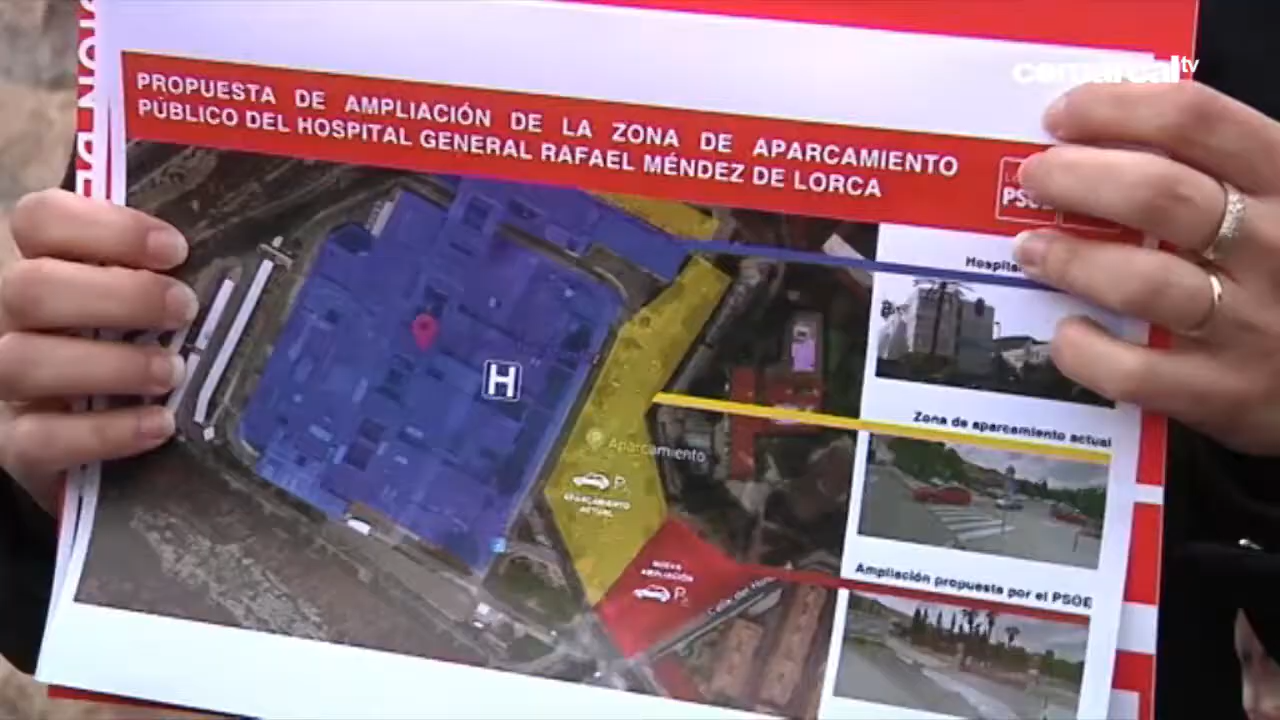 comarcal tv
PROPUESTA DE AMPLIACIÓN DE LA ZONA DE APARCAMIENTO
PÚBLICO DEL HOSPITAL GENERAL RAFAEL MÉNDEZ DE LORCA
H
Zona de aparcamiento actual
Aparcamiento
P
APARCAMIENTO
ACTUAL
Ampliación propuesta por el PSOE
NUEVA
AMPLIACIÓN
P